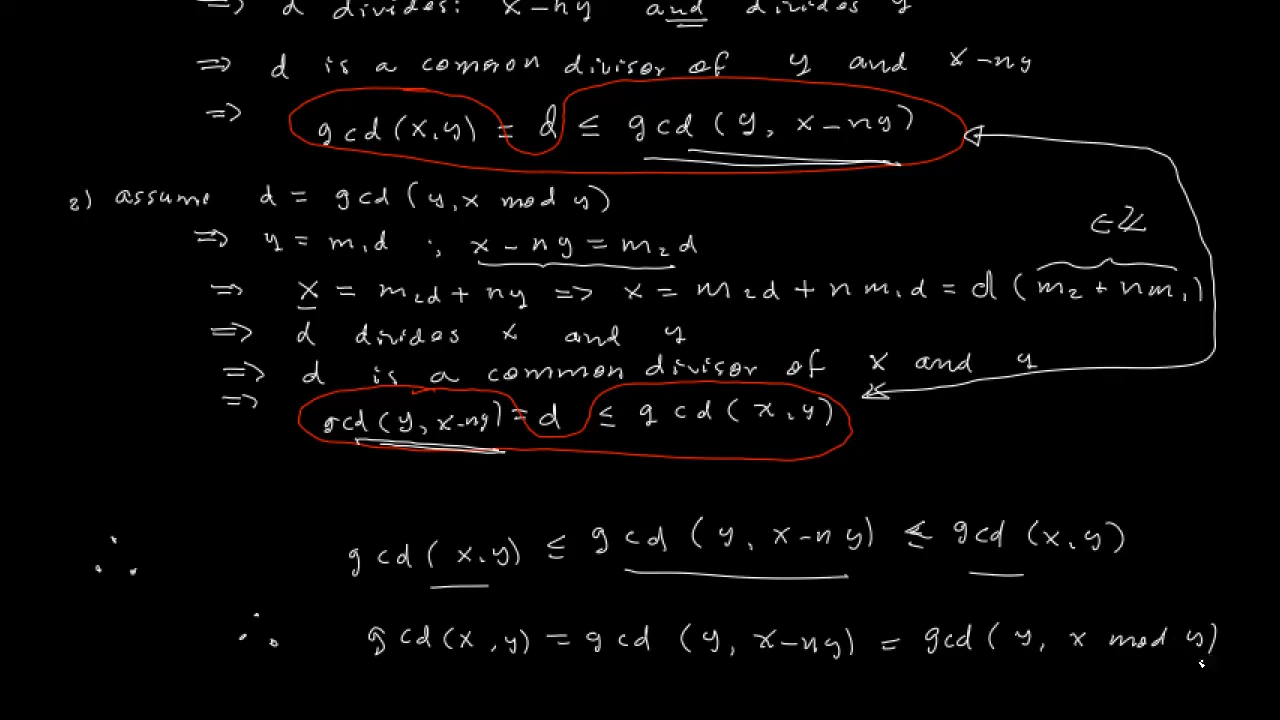 => d divides: x-ny and divides y
=> d is a common divisor of y and x-ny
=> gcd(x,y) = d ≤ gcd(y, x-ny)
2) assume d = gcd(y, x mod y)
=> y = m₁d ; x-ny = m₂d
∈ℤ
=> x = m₂d + ny => x = m₂d + n m₁d = d(m₂ + nm₁)
=> d divides x and y
=> d is a common divisor of x and y
=> gcd(y, x-ny) = d ≤ gcd(x,y)
∴ gcd(x,y) ≤ gcd(y, x-ny) ≤ gcd(x,y)
∴ gcd(x,y) = gcd(y, x-ny) = gcd(y, x mod y)